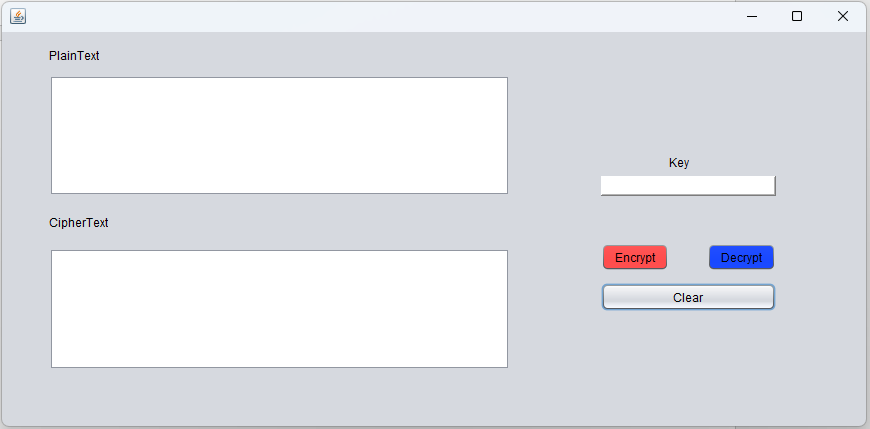 PlainText
Key
CipherText
Encrypt
Decrypt
Clear